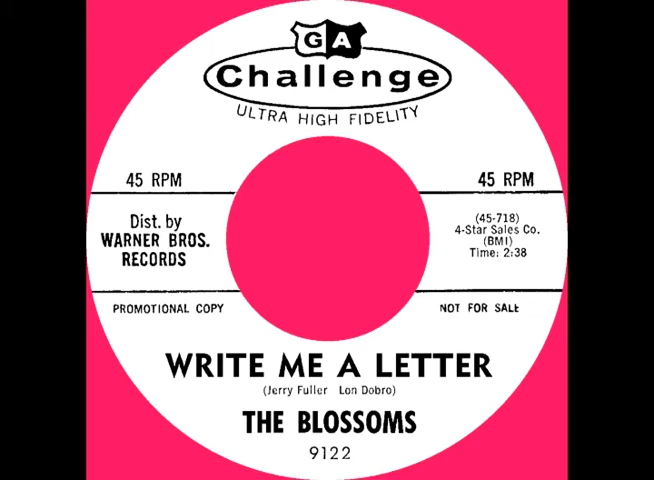 GA
Challenge
ULTRA HIGH FIDELITY
45 RPM
45 RPM
Dist. by
WARNER BROS.
RECORDS
(45-718)
4-Star Sales Co.
(BMI)
Time: 2:38
PROMOTIONAL COPY
NOT FOR SALE
WRITE ME A LETTER
(Jerry Fuller Lon Dobro)
THE BLOSSOMS
9122